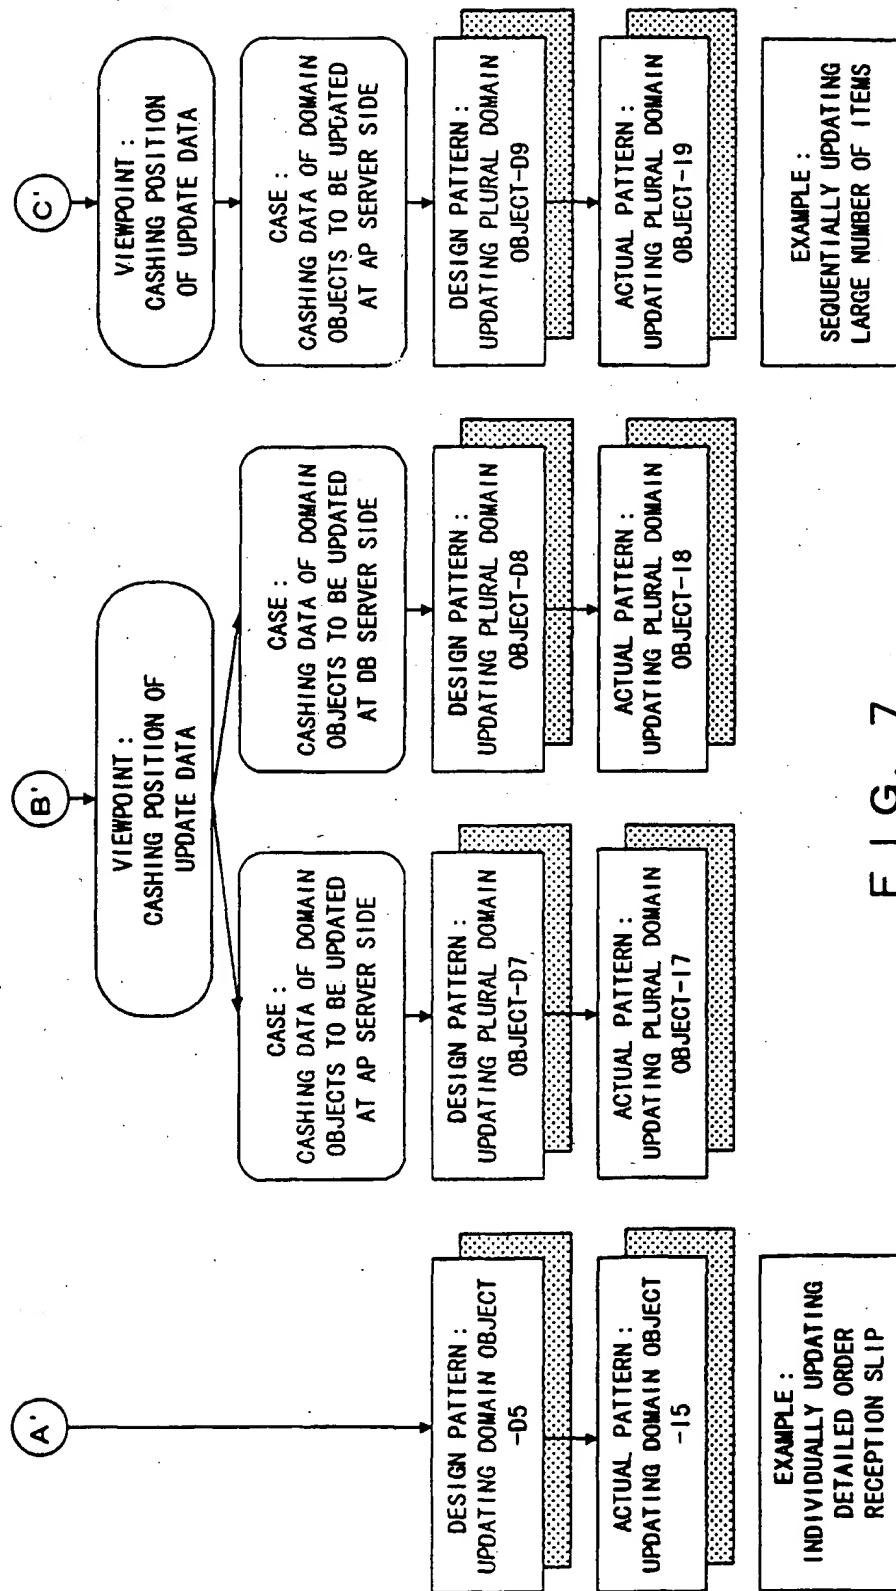 A'
DESIGN PATTERN :
UPDATING DOMAIN OBJECT
-D5
ACTUAL PATTERN :
UPDATING DOMAIN OBJECT
-I5
EXAMPLE :
INDIVIDUALLY UPDATING
DETAILED ORDER
RECEPTION SLIP
B'
VIEWPOINT :
CASHING POSITION OF
UPDATE DATA
CASE :
CASHING DATA OF DOMAIN
OBJECTS TO BE UPDATED
AT AP SERVER SIDE
DESIGN PATTERN :
UPDATING PLURAL DOMAIN
OBJECT-D7
ACTUAL PATTERN :
UPDATING PLURAL DOMAIN
OBJECT-I7
CASE :
CASHING DATA OF DOMAIN
OBJECTS TO BE UPDATED
AT DB SERVER SIDE
DESIGN PATTERN :
UPDATING PLURAL DOMAIN
OBJECT-D8
ACTUAL PATTERN :
UPDATING PLURAL DOMAIN
OBJECT-I8
C'
VIEWPOINT :
CASHING POSITION
OF UPDATE DATA
CASE :
CASHING DATA OF DOMAIN
OBJECTS TO BE UPDATED
AT AP SERVER SIDE
DESIGN PATTERN :
UPDATING PLURAL DOMAIN
OBJECT-D9
ACTUAL PATTERN :
UPDATING PLURAL DOMAIN
OBJECT-I9
EXAMPLE :
SEQUENTIALLY UPDATING
LARGE NUMBER OF ITEMS
FIG. 7